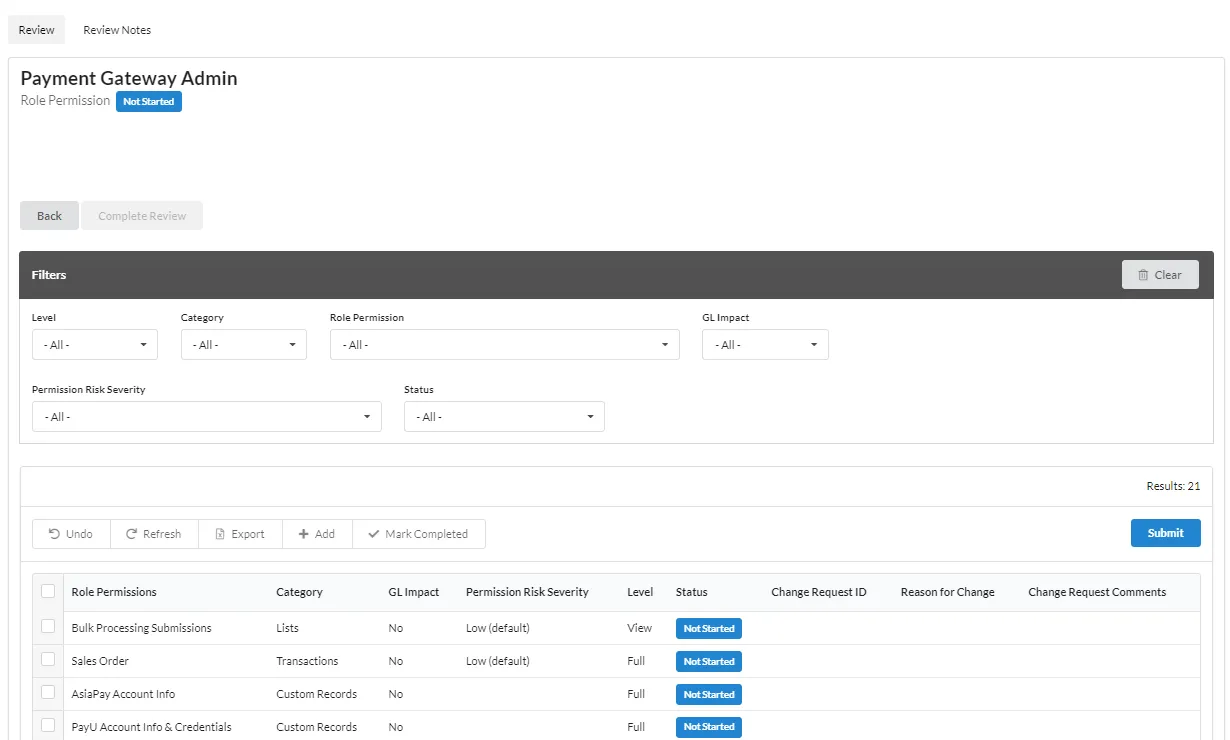 Review Review Notes
Payment Gateway Admin
Role Permission Not Started
Back Complete Review
Filters Clear
Level Category Role Permission GL Impact
- All - - All - - All - - All -
Permission Risk Severity Status
- All - - All -
Results: 21
Undo Refresh Export Add Mark Completed Submit
Role Permissions Category GL Impact Permission Risk Severity Level Status Change Request ID Reason for Change Change Request Comments
Bulk Processing Submissions Lists No Low (default) View Not Started
Sales Order Transactions No Low (default) Full Not Started
AsiaPay Account Info Custom Records No Full Not Started
PayU Account Info & Credentials Custom Records No Full Not Started